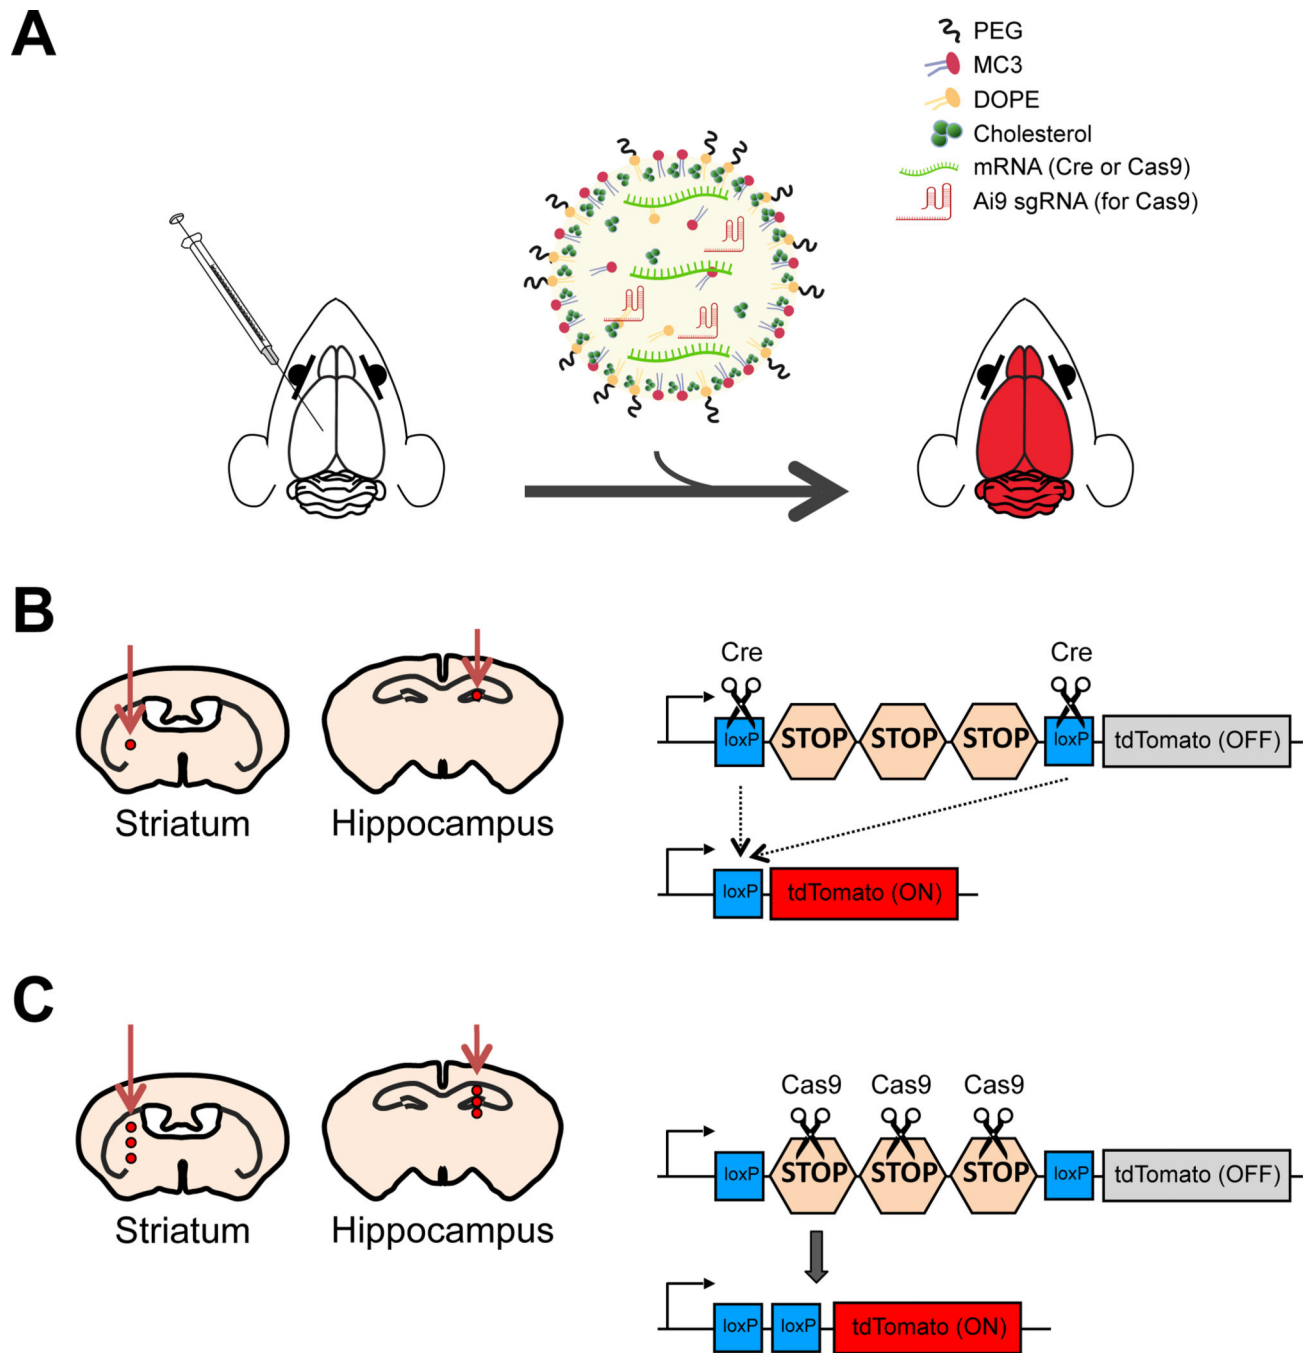 A
PEG
MC3
DOPE
Cholesterol
mRNA (Cre or Cas9)
Ai9 sgRNA (for Cas9)
B
Striatum
Hippocampus
Cre
Cre
loxP
STOP
STOP
STOP
loxP
tdTomato (OFF)
loxP
tdTomato (ON)
C
Striatum
Hippocampus
Cas9
Cas9
Cas9
loxP
STOP
STOP
STOP
loxP
tdTomato (OFF)
loxP
loxP
tdTomato (ON)